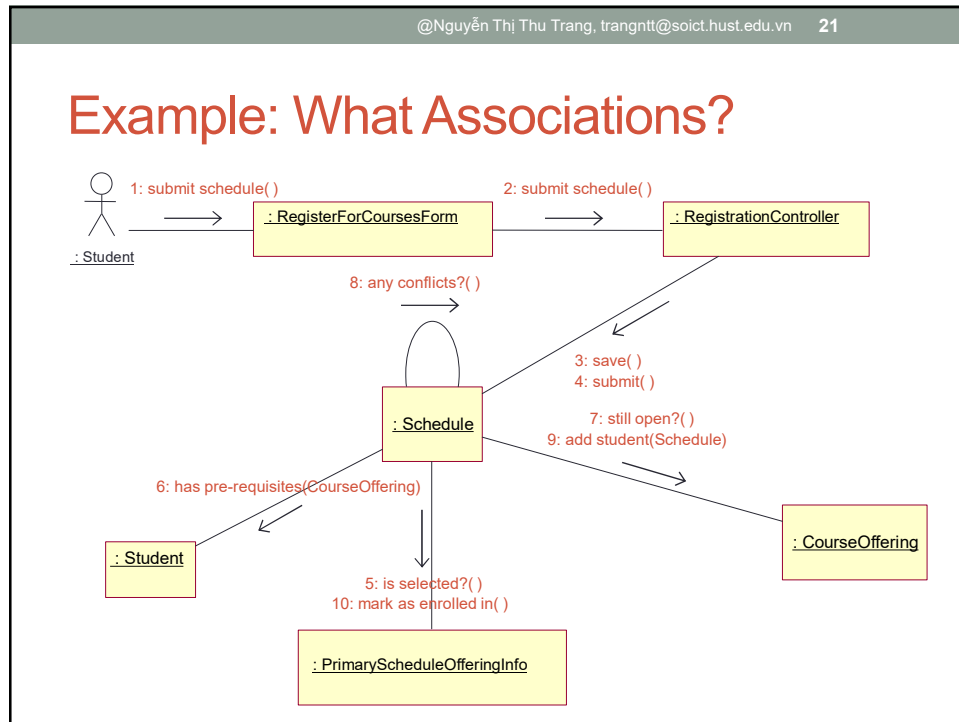 @Nguyễn Thị Thu Trang, trangntt@soict.hust.edu.vn 21
Example: What Associations?
1: submit schedule( )
2: submit schedule( )
: RegisterForCoursesForm
: RegistrationController
: Student
8: any conflicts?( )
3: save( )
4: submit( )
: Schedule
7: still open?( )
9: add student(Schedule)
6: has pre-requisites(CourseOffering)
: CourseOffering
: Student
5: is selected?( )
10: mark as enrolled in( )
: PrimaryScheduleOfferingInfo